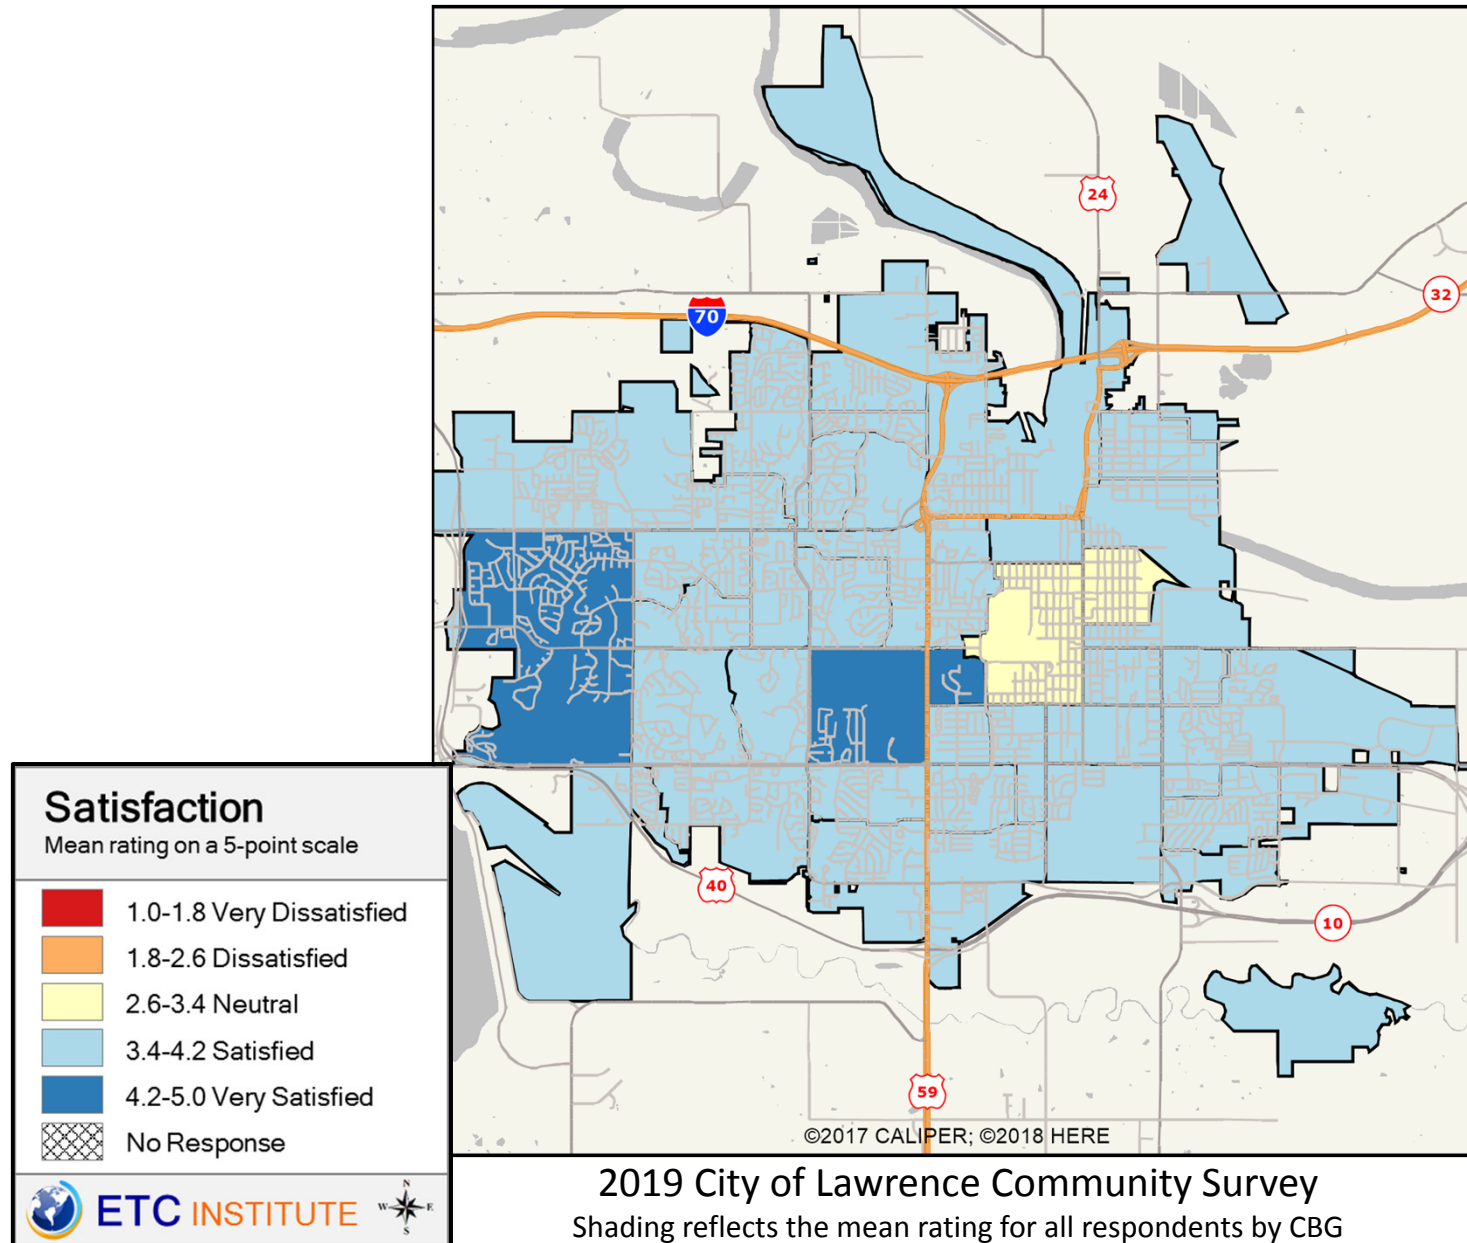 24
32
70
40
10
59
©2017 CALIPER; ©2018 HERE
Satisfaction
Mean rating on a 5-point scale
1.0-1.8 Very Dissatisfied
1.8-2.6 Dissatisfied
2.6-3.4 Neutral
3.4-4.2 Satisfied
4.2-5.0 Very Satisfied
No Response
ETC INSTITUTE
N
W E
S
2019 City of Lawrence Community Survey
Shading reflects the mean rating for all respondents by CBG